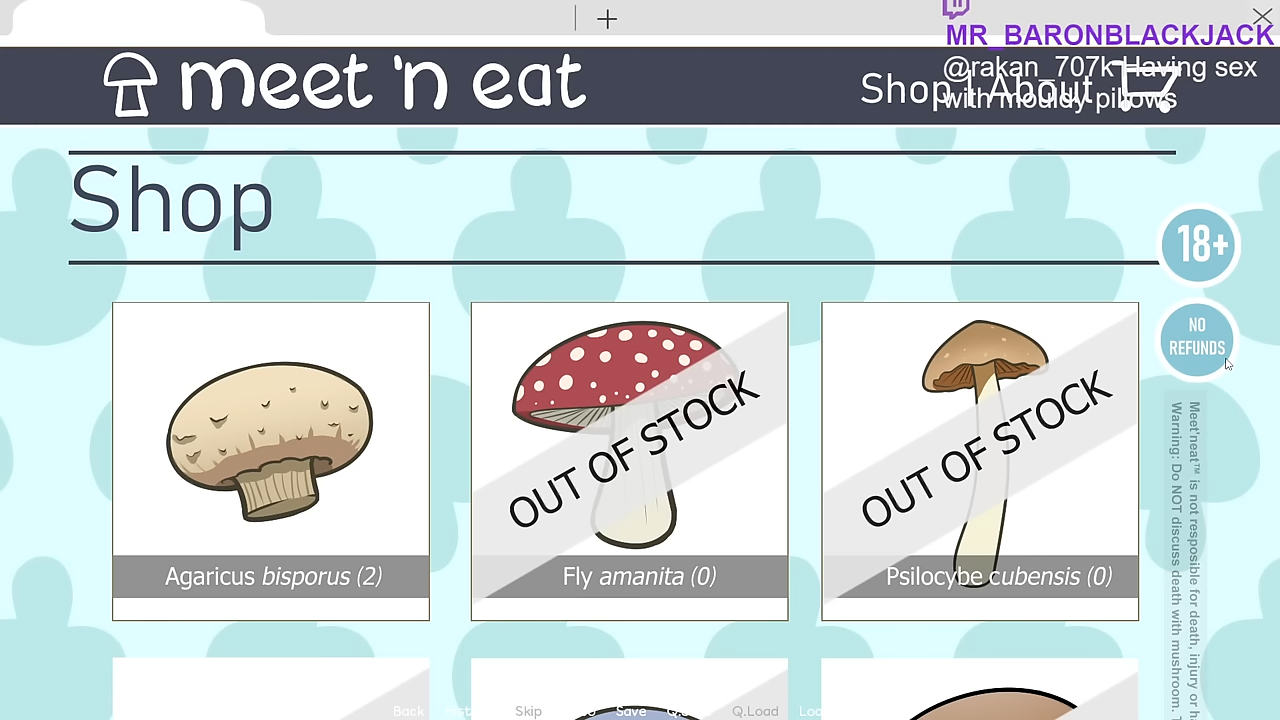 MR_BARONBLACKJACK
@rakan_707k Having sex
with mouldy pillows
meet 'n eat
Shop | About
Shop
18+
NO
REFUNDS
OUT OF STOCK
OUT OF STOCK
Agaricus bisporus (2)
Fly amanita (0)
Psilocybe cubensis (0)
Meet'neat™ is not resposible for death, injury or
Warning: Do NOT discuss death with mushroom.
Back
Skip
Save
Q.Load